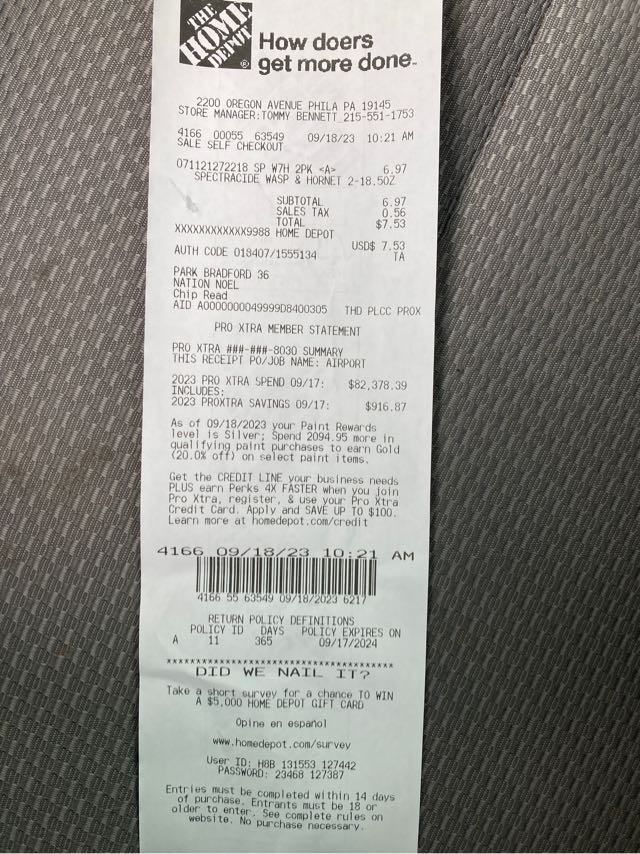 THE
HOME
DEPOT
®
How doers
get more done.™
2200 OREGON AVENUE PHILA PA 19145
STORE MANAGER:TOMMY BENNETT 215-551-1753
4166 00055 63549 09/18/23 10:21 AM
SALE SELF CHECKOUT
071121272218 SP W7H 2PK <A> 6.97
SPECTRACIDE WASP & HORNET 2-18.5OZ
SUBTOTAL 6.97
SALES TAX 0.56
TOTAL $7.53
XXXXXXXXXXXX9988 HOME DEPOT
USD$ 7.53
AUTH CODE 018407/1555134 TA
PARK BRADFORD 36
NATION NOEL
Chip Read
AID A0000000049999D8400305 THD PLCC PROX
PRO XTRA MEMBER STATEMENT
PRO XTRA ###-###-8030 SUMMARY
THIS RECEIPT PO/JOB NAME: AIRPORT
2023 PRO XTRA SPEND 09/17: $82,378.39
INCLUDES:
2023 PROXTRA SAVINGS 09/17: $916.87
As of 09/18/2023 your Paint Rewards
level is Silver; Spend 2094.95 more in
qualifying paint purchases to earn Gold
(20.0% off) on select paint items.
Get the CREDIT LINE your business needs
PLUS earn Perks 4X FASTER when you join
Pro Xtra, register, & use your Pro Xtra
Credit Card. Apply and SAVE UP TO $100.
Learn more at homedepot.com/credit
4166 09/18/23 10:21 AM
4166 55 63549 09/18/2023 6217
RETURN POLICY DEFINITIONS
POLICY ID DAYS POLICY EXPIRES ON
A 11 365 09/17/2024
****************************************
DID WE NAIL IT?
Take a short survey for a chance TO WIN
A $5,000 HOME DEPOT GIFT CARD
Opine en español
www.homedepot.com/survey
User ID: H8B 131553 127442
PASSWORD: 23468 127387
Entries must be completed within 14 days
of purchase. Entrants must be 18 or
older to enter. See complete rules on
website. No purchase necessary.